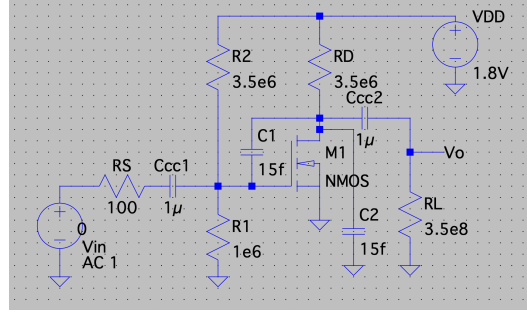 VDD
R2
3.5e6
RD
3.5e6
1.8V
Ccc2
1µ
C1
15f
M1
NMOS
Vo
RS
100
Ccc1
1µ
C2
15f
RL
3.5e8
R1
1e6
0
Vin
AC 1